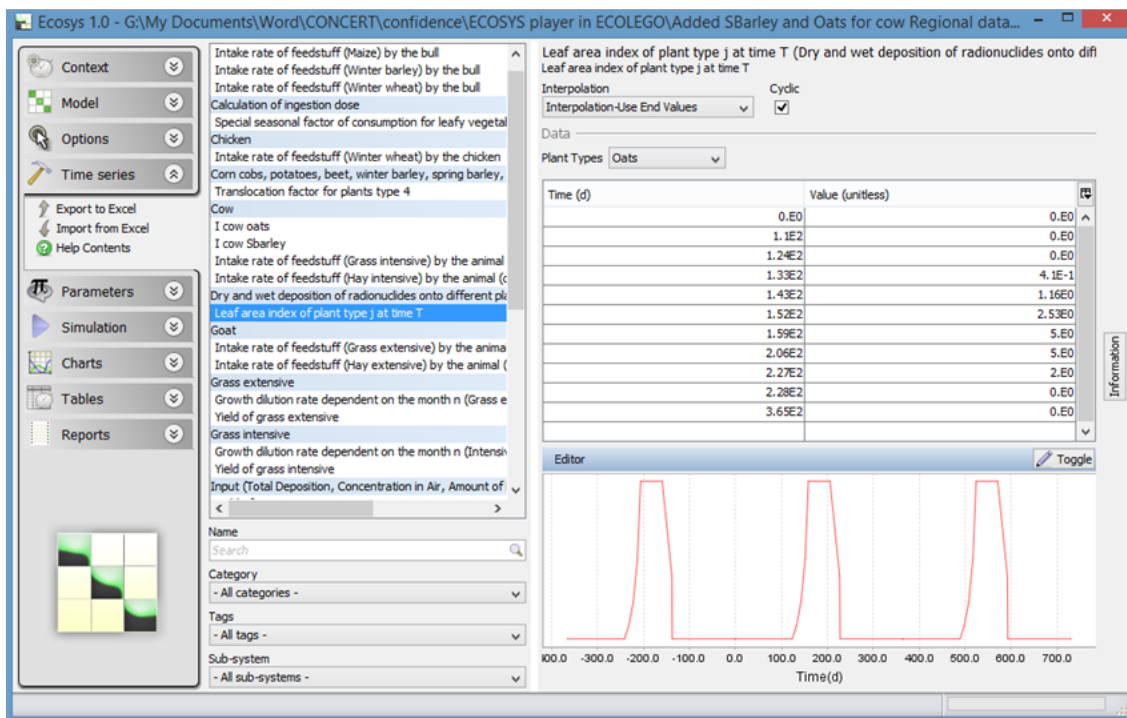 Ecosys 1.0 - G:\My Documents\Word\CONCERT\confidence\ECOSYS player in ECOLEGO\Added SBarley and Oats for cow Regional data...
Context
Model
Options
Time series
Export to Excel
Import from Excel
Help Contents
Parameters
Simulation
Charts
Tables
Reports
Intake rate of feedstuff (Maize) by the bull
Intake rate of feedstuff (Winter barley) by the bull
Intake rate of feedstuff (Winter wheat) by the bull
Calculation of ingestion dose
Special seasonal factor of consumption for leafy vegetal
Chicken
Intake rate of feedstuff (Winter wheat) by the chicken
Corn cobs, potatoes, beet, winter barley, spring barley,
Translocation factor for plants type 4
Cow
I cow oats
I cow Sbarley
Intake rate of feedstuff (Grass intensive) by the animal
Intake rate of feedstuff (Hay intensive) by the animal (c
Dry and wet deposition of radionuclides onto different pla
Leaf area index of plant type j at time T
Goat
Intake rate of feedstuff (Grass extensive) by the anima
Intake rate of feedstuff (Hay extensive) by the animal (
Grass extensive
Growth dilution rate dependent on the month n (Grass e
Yield of grass extensive
Grass intensive
Growth dilution rate dependent on the month n (Intensiv
Yield of grass intensive
Input (Total Deposition, Concentration in Air, Amount of
Name
Search
Category
- All categories -
Tags
- All tags -
Sub-system
- All sub-systems -
Leaf area index of plant type j at time T (Dry and wet deposition of radionuclides onto diff
Leaf area index of plant type j at time T
Interpolation Cyclic
Interpolation-Use End Values
Data
Plant Types Oats
Time (d) Value (unitless)
0.E0 0.E0
1.1E2 0.E0
1.24E2 0.E0
1.33E2 4.1E-1
1.43E2 1.16E0
1.52E2 2.53E0
1.59E2 5.E0
2.06E2 5.E0
2.27E2 2.E0
2.28E2 0.E0
3.65E2 0.E0
Information
Editor Toggle
-300.0 -200.0 -100.0 0.0 100.0 200.0 300.0 400.0 500.0 600.0 700.0
Time(d)